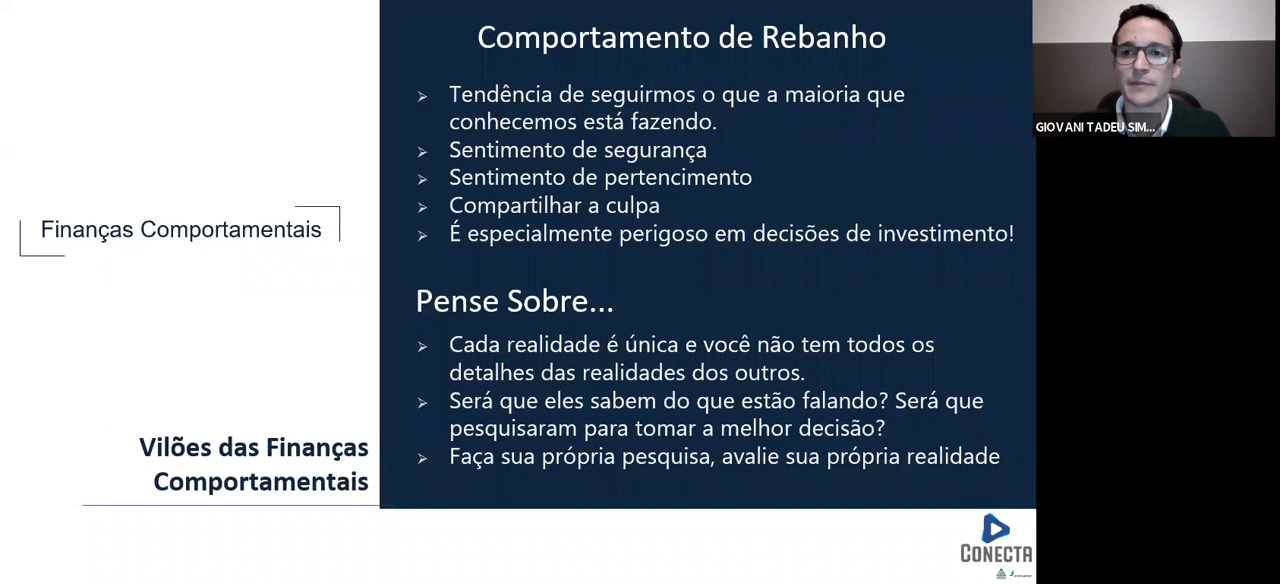 Comportamento de Rebanho
Tendência de seguirmos o que a maioria que
conhecemos está fazendo.
Sentimento de segurança
Sentimento de pertencimento
Compartilhar a culpa
É especialmente perigoso em decisões de investimento!
Pense Sobre...
Cada realidade é única e você não tem todos os
detalhes das realidades dos outros.
Será que eles sabem do que estão falando? Será que
pesquisaram para tomar a melhor decisão?
Faça sua própria pesquisa, avalie sua própria realidade
Finanças Comportamentais
Vilões das Finanças
Comportamentais
GIOVANI TADEU SIM...
CONECTA